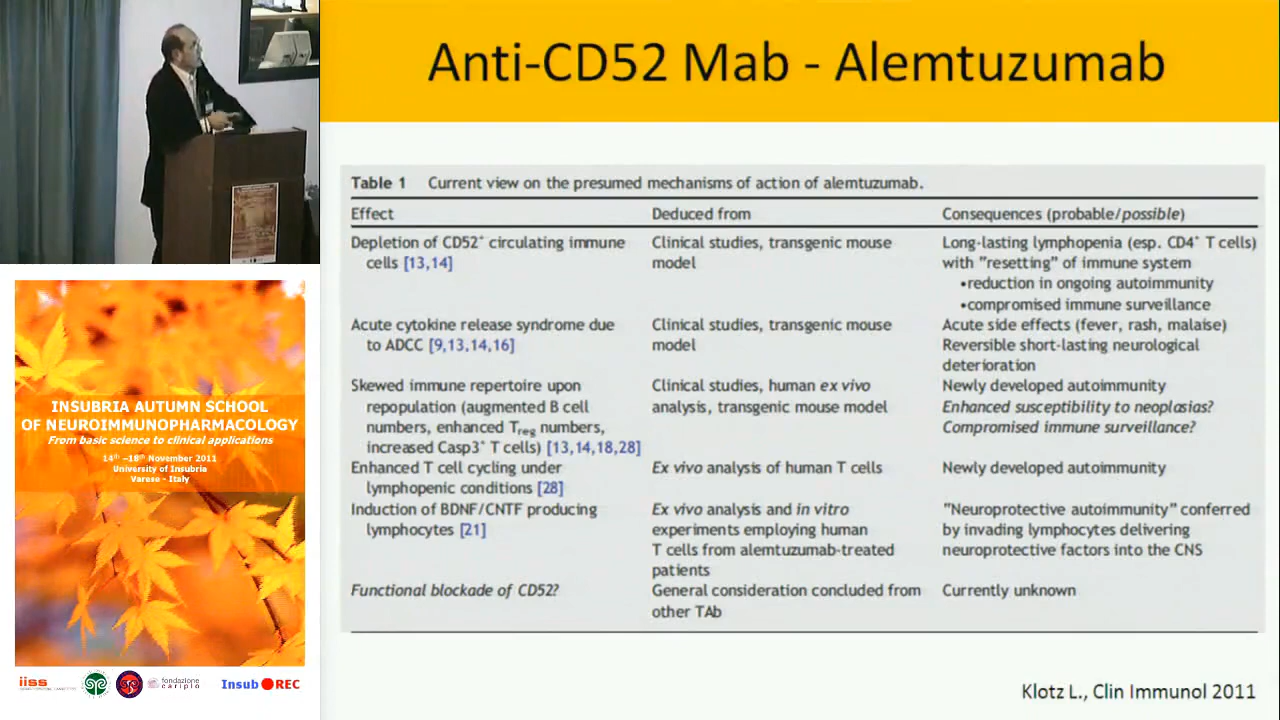 Anti-CD52 Mab - Alemtuzumab
Table 1 Current view on the presumed mechanisms of action of alemtuzumab.
Effect Deduced from Consequences (probable/possible)
Depletion of CD52⁺ circulating immune
cells [13,14]
Clinical studies, transgenic mouse
model
Long-lasting lymphopenia (esp. CD4⁺ T cells)
with "resetting" of immune system
•reduction in ongoing autoimmunity
•compromised immune surveillance
Acute cytokine release syndrome due
to ADCC [9,13,14,16]
Clinical studies, transgenic mouse
model
Acute side effects (fever, rash, malaise)
Reversible short-lasting neurological
deterioration
Skewed immune repertoire upon
repopulation (augmented B cell
numbers, enhanced Treg numbers,
increased Casp3⁺ T cells) [13,14,18,28]
Clinical studies, human ex vivo
analysis, transgenic mouse model
Newly developed autoimmunity
Enhanced susceptibility to neoplasias?
Compromised immune surveillance?
Enhanced T cell cycling under
lymphopenic conditions [28]
Ex vivo analysis of human T cells
Newly developed autoimmunity
Induction of BDNF/CNTF producing
lymphocytes [21]
Ex vivo analysis and in vitro
experiments employing human
T cells from alemtuzumab-treated
patients
"Neuroprotective autoimmunity" conferred
by invading lymphocytes delivering
neuroprotective factors into the CNS
Functional blockade of CD52?
General consideration concluded from
other TAb
Currently unknown
Klotz L., Clin Immunol 2011
INSUBRIA AUTUMN SCHOOL
OF NEUROIMMUNOPHARMACOLOGY
From basic science to clinical applications
14th –18th November 2011
University of Insubria
Varese - Italy
iiss
fondazione
cariplo
Insub REC